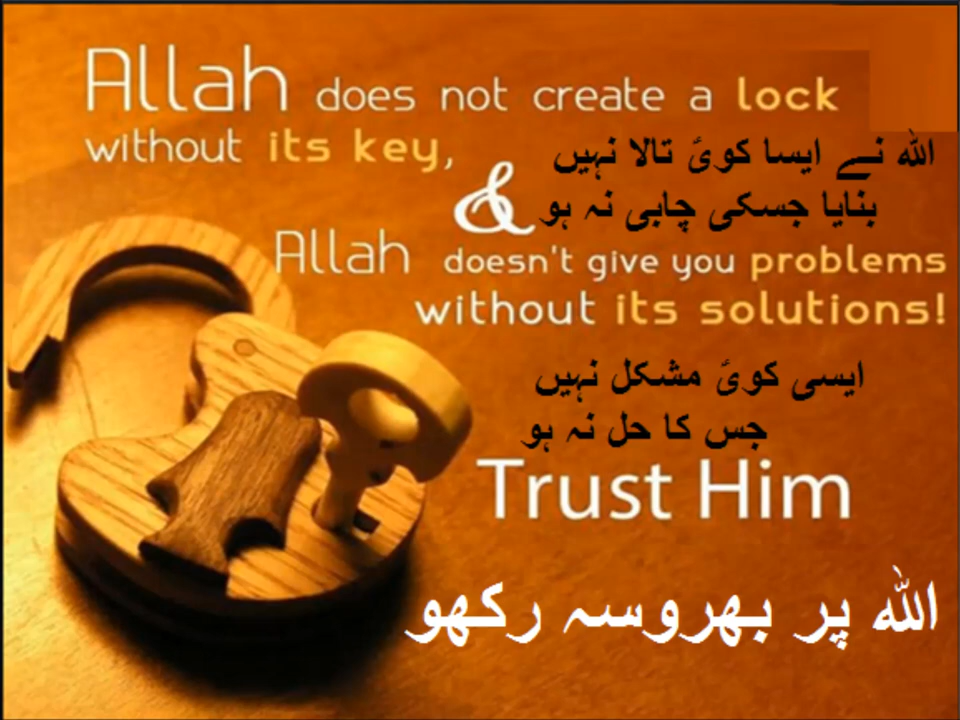 Allah does not create a lock
without its key,
اللہ نے ایسا کوئ تالا نہیں
بنایا جسکی چابی نہ ہو
&
Allah doesn't give you problems
without its solutions!
ایسی کوئ مشکل نہیں
جس کا حل نہ ہو
Trust Him
اللہ پر بھروسہ رکھو